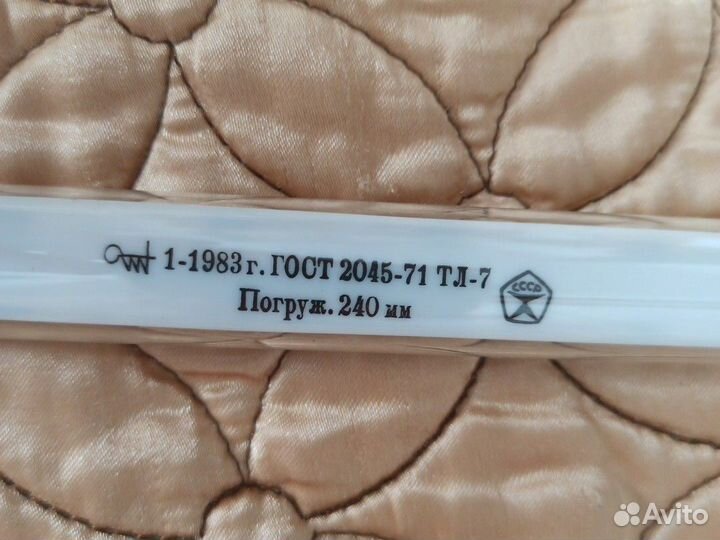 1-1983 г. ГОСТ 2045-71 ТЛ-7
СССР
Погруж. 240 мм
Avito